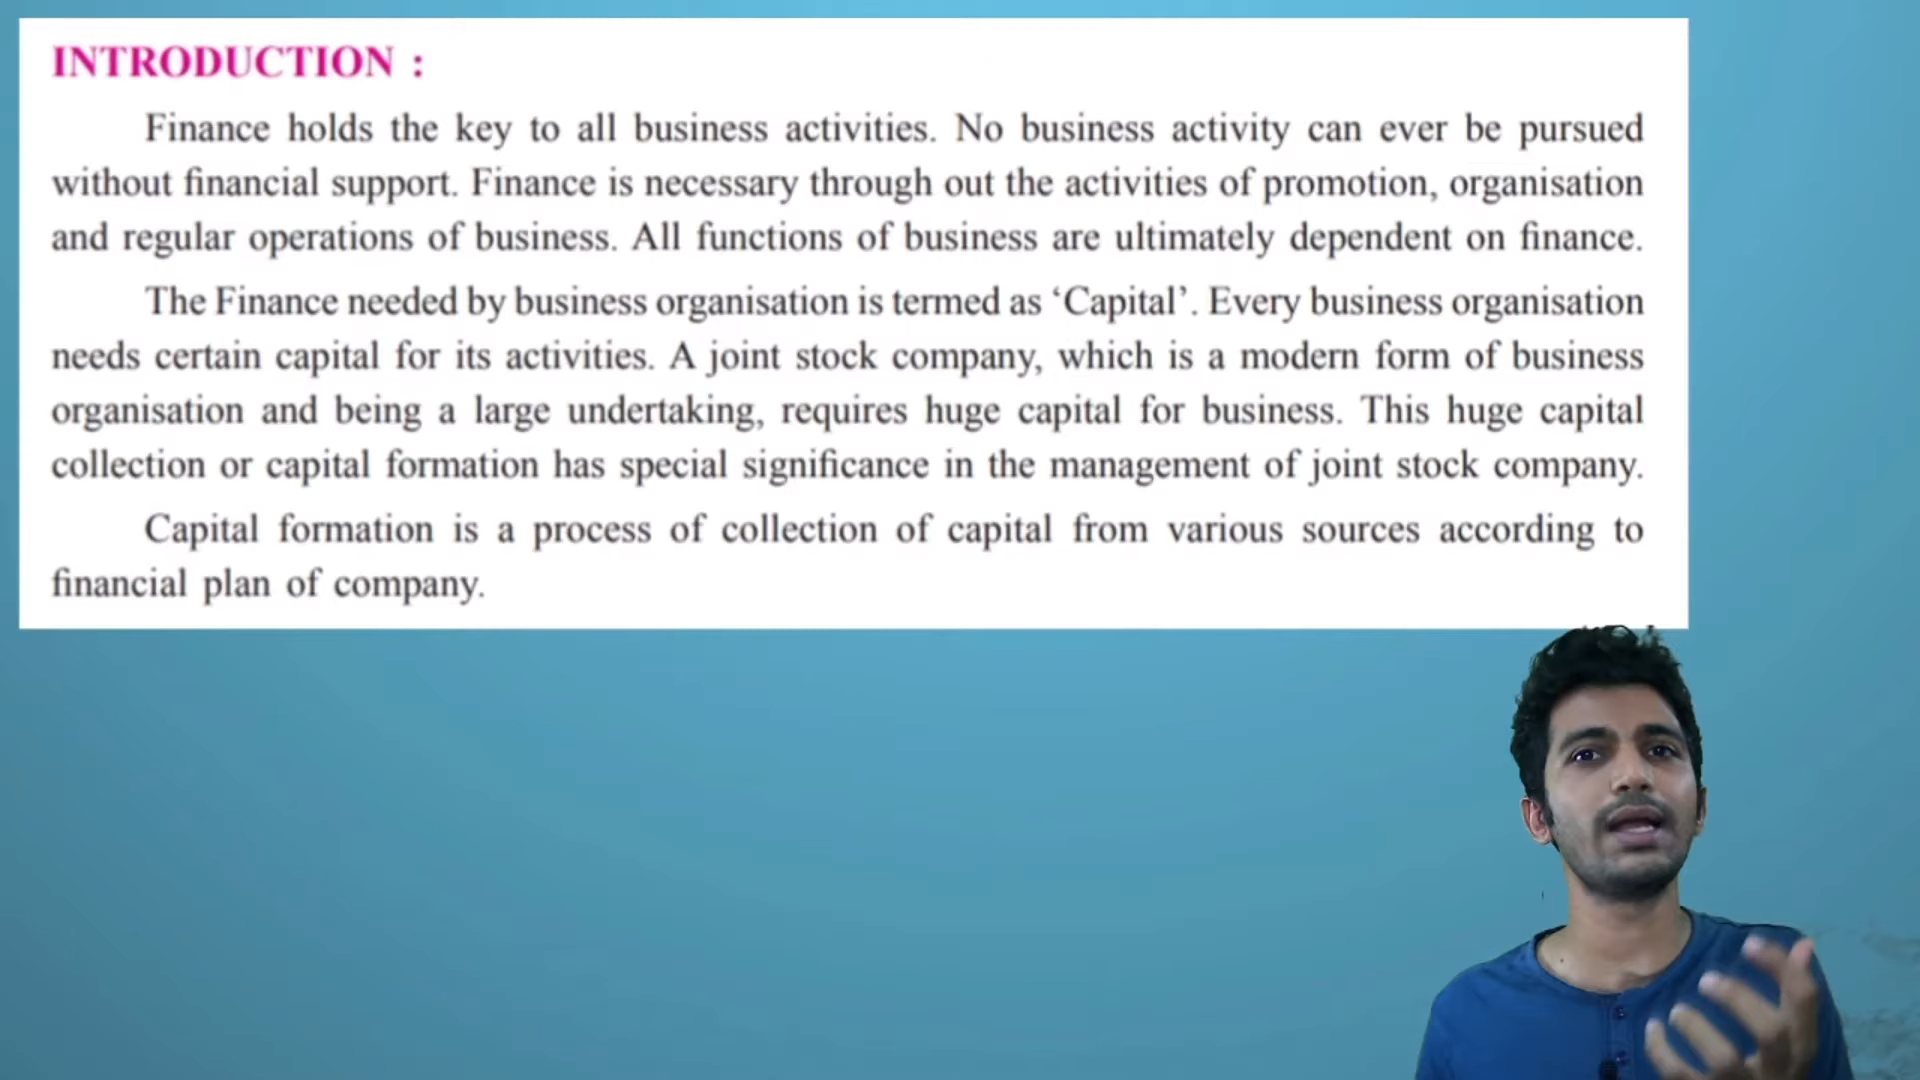 INTRODUCTION :
Finance holds the key to all business activities. No business activity can ever be pursued
without financial support. Finance is necessary through out the activities of promotion, organisation
and regular operations of business. All functions of business are ultimately dependent on finance.
The Finance needed by business organisation is termed as ‘Capital’. Every business organisation
needs certain capital for its activities. A joint stock company, which is a modern form of business
organisation and being a large undertaking, requires huge capital for business. This huge capital
collection or capital formation has special significance in the management of joint stock company.
Capital formation is a process of collection of capital from various sources according to
financial plan of company.